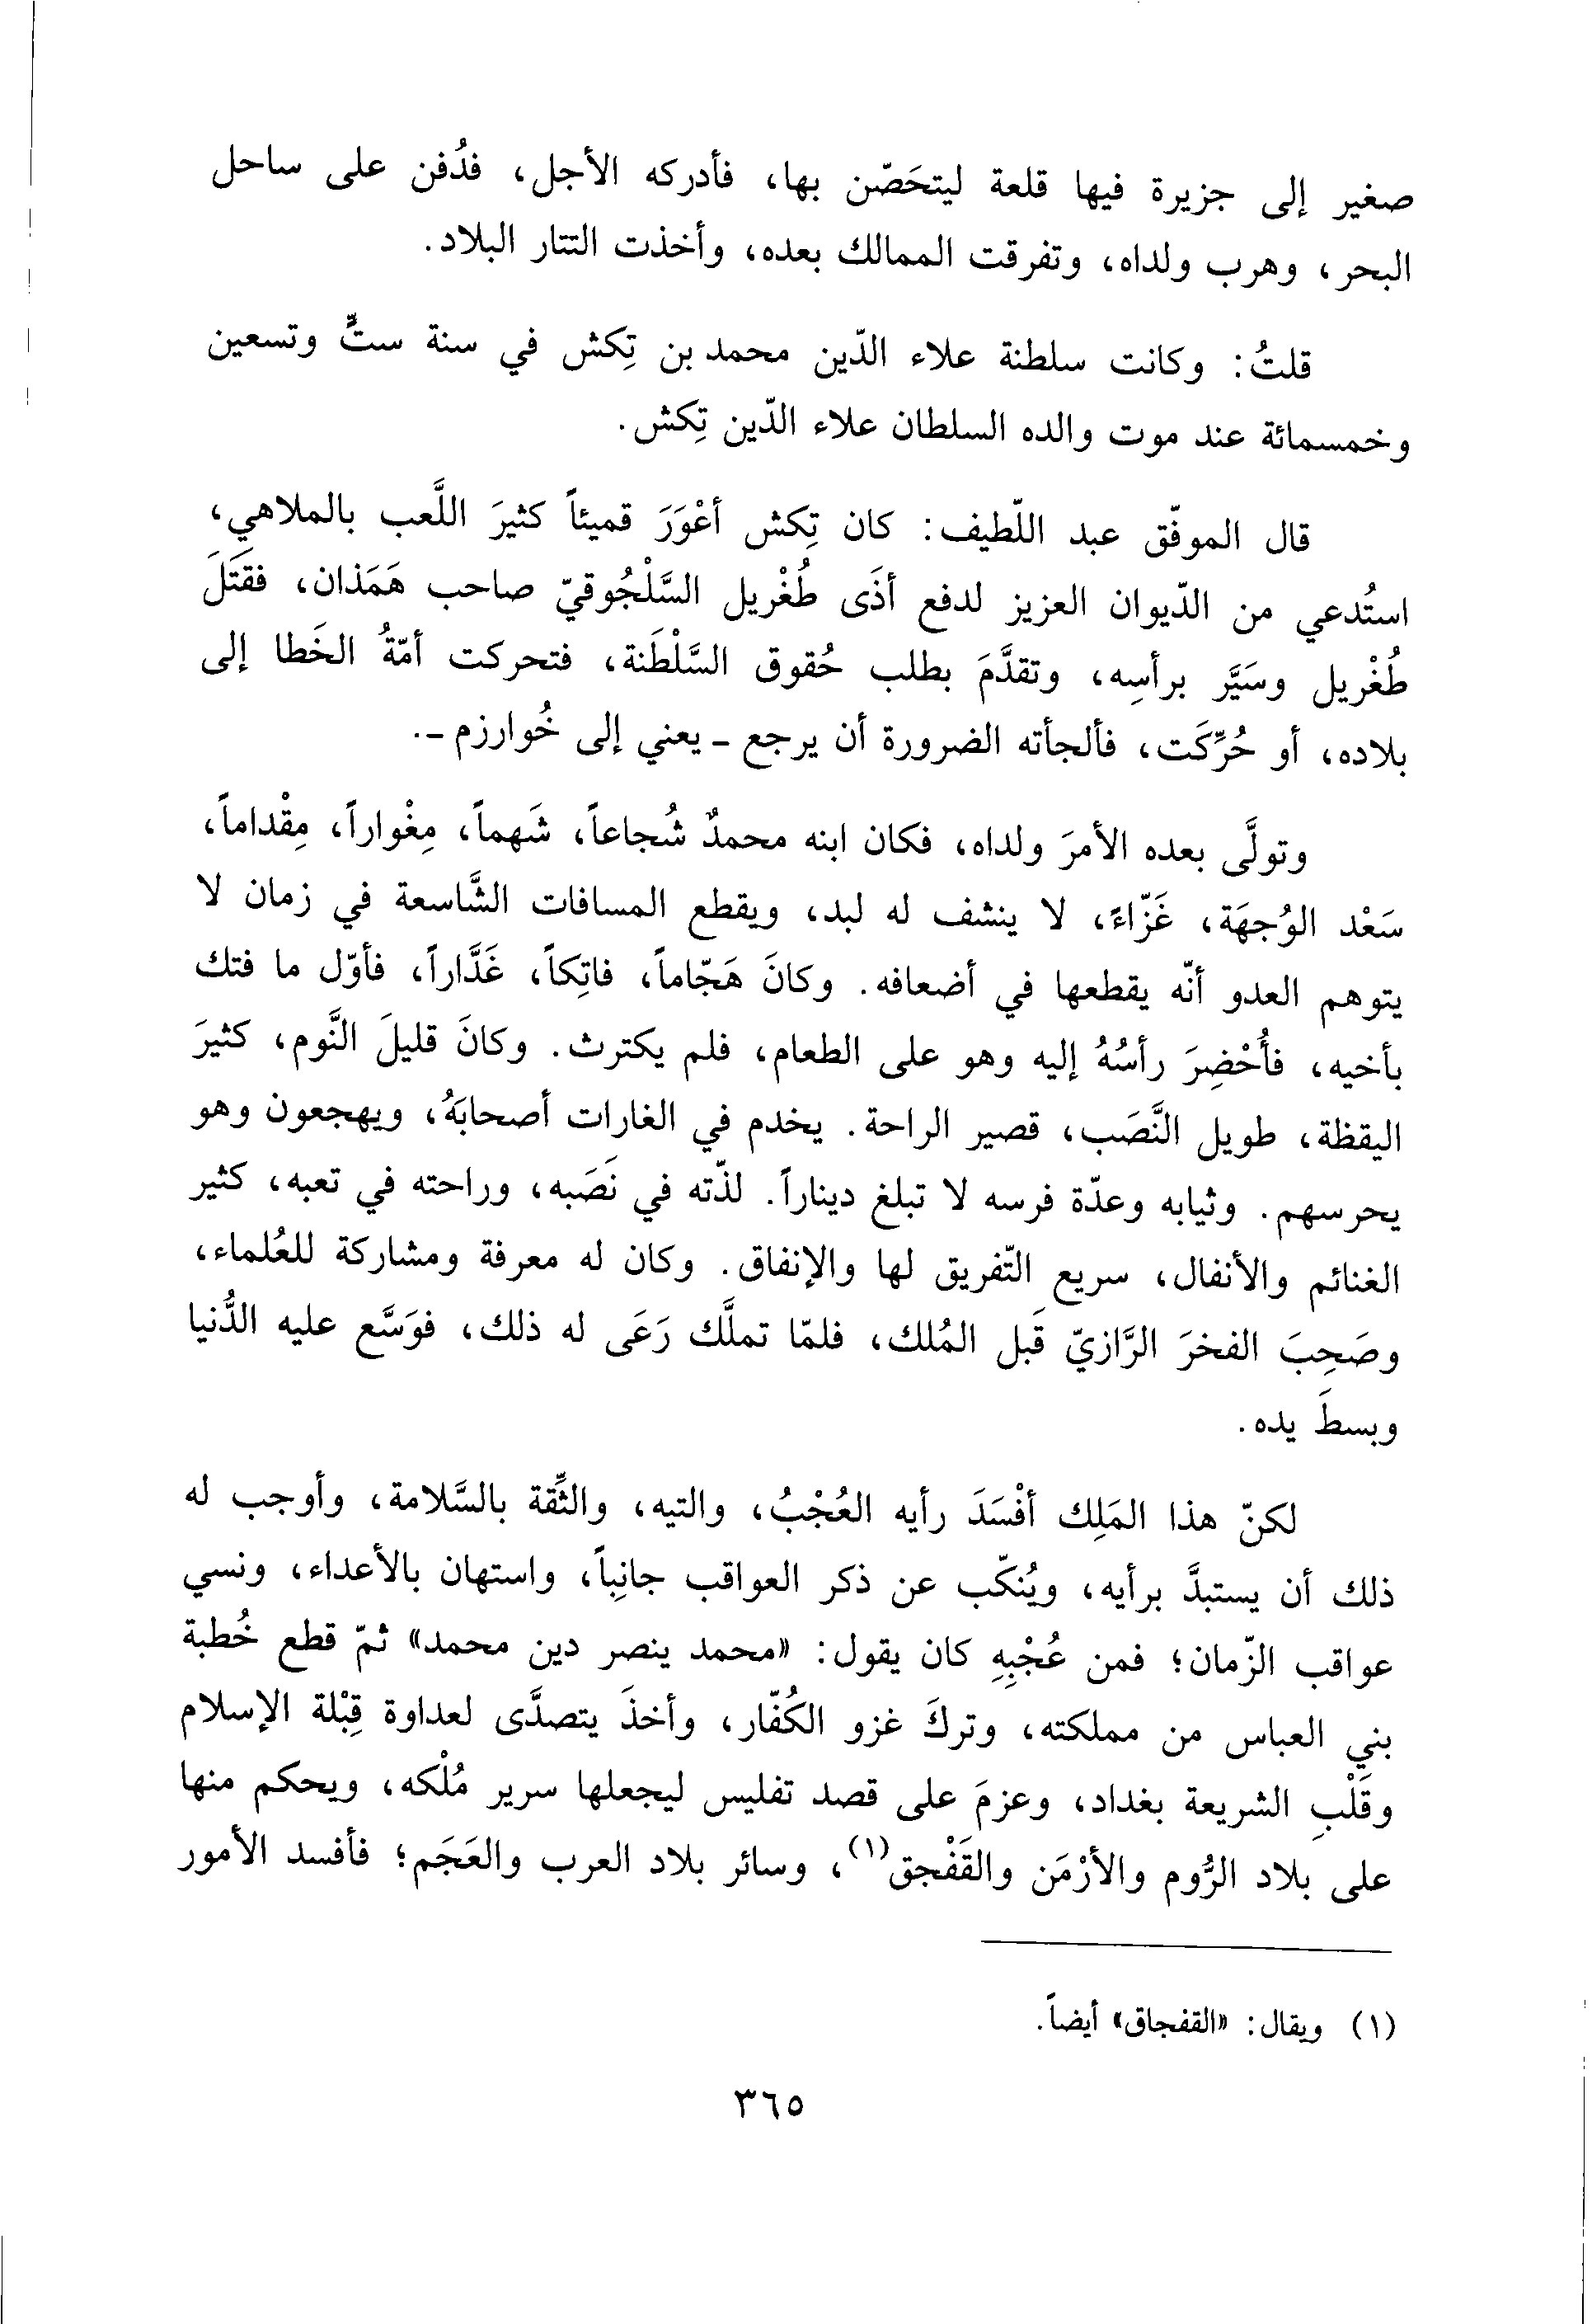 صغير إلى جزيرة فيها قلعة ليتحَصّن بها، فأدركه الأجل، فدُفن على ساحل
البحر، وهرب ولداه، وتفرقت الممالك بعده، وأخذت التتار البلاد.
قلتُ: وكانت سلطنة علاء الدّين محمد بن تِكش في سنة ستٍّ وتسعين
وخمسمائة عند موت والده السلطان علاء الدّين تِكش.
قال الموفّق عبد اللّطيف: كان تِكش أعْوَرَ قميئاً كثيرَ اللَّعب بالملاهي،
استُدعي من الدّيوان العزيز لدفع أذَى طُغْريل السَّلْجُوقيّ صاحب هَمَذان، فقَتَلَ
طُغْريل وسَيَّر برأسِه، وتقدَّمَ بطلب حُقوق السَّلْطَنة، فتحركت أمّةُ الخَطا إلى
بلاده، أو حُرِّكَت، فألجأته الضرورة أن يرجع - يعني إلى خُوارزم -.
وتولَّى بعده الأمرَ ولداه، فكان ابنه محمدٌ شُجاعاً، شَهماً، مِغْواراً، مِقْداماً،
سَعْد الوُجهَة، غَزّاءً، لا ينشف له لبد، ويقطع المسافات الشَّاسعة في زمان لا
يتوهم العدو أنّه يقطعها في أضعافه. وكانَ هَجّاماً، فاتِكاً، غَدَّاراً، فأوّل ما فتك
بأخيه، فأُحْضِرَ رأسُهُ إليه وهو على الطعام، فلم يكترث. وكانَ قليلَ النَّوم، كثيرَ
اليقظة، طويل النَّصَب، قصير الراحة. يخدم في الغارات أصحابَهُ، ويهجعون وهو
يحرسهم. وثيابه وعدّة فرسه لا تبلغ ديناراً. لذّته في نَصَبه، وراحته في تعبه، كثير
الغنائم والأنفال، سريع التّفريق لها والإنفاق. وكان له معرفة ومشاركة للعُلماء،
وصَحِبَ الفخرَ الرَّازيّ قَبل المُلك، فلمّا تملَّك رَعَى له ذلك، فوَسَّع عليه الدُّنيا
وبسطَ يده.
لكنّ هذا المَلِك أفْسَدَ رأيه العُجْبُ، والتيه، والثِّقة بالسَّلامة، وأوجب له
ذلك أن يستبدَّ برأيه، ويُنكّب عن ذكر العواقب جانِباً، واستهان بالأعداء، ونسي
عواقب الزّمان؛ فمن عُجْبِهِ كان يقول: «محمد ينصر دين محمد» ثمّ قطع خُطبة
بني العباس من مملكته، وتركَ غزو الكُفّار، وأخذَ يتصدَّى لعداوة قِبْلة الإسلام
وقَلْبِ الشريعة بغداد، وعزمَ على قصد تفليس ليجعلها سرير مُلْكه، ويحكم منها
على بلاد الرُّوم والأرْمَن والقَفْجق(١)، وسائر بلاد العرب والعَجَم؛ فأفسد الأمور
(١) ويقال: «القفجاق» أيضاً.
٣٦٥